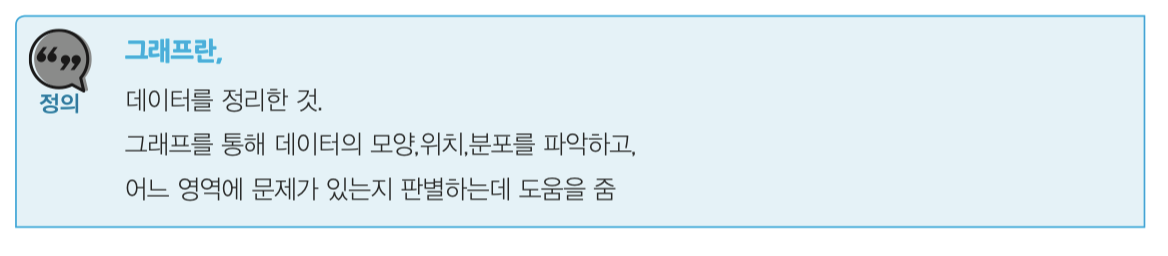 그래프란,
정의
데이터를 정리한 것.
그래프를 통해 데이터의 모양,위치,분포를 파악하고,
어느 영역에 문제가 있는지 판별하는데 도움을 줌